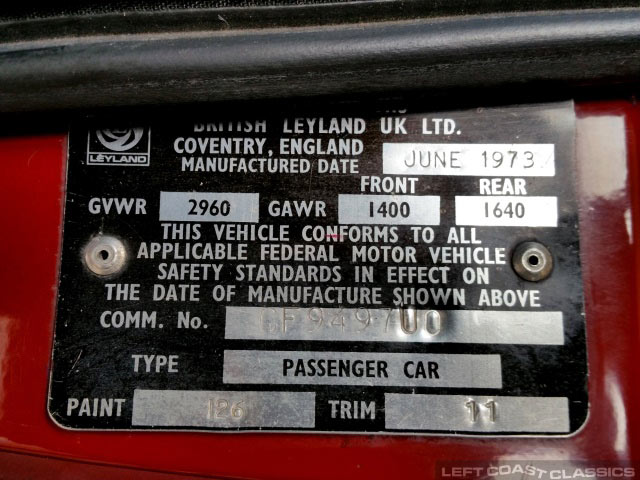 BRITISH LEYLAND UK LTD.
LEYLAND
COVENTRY, ENGLAND
MANUFACTURED DATE JUNE 1973
FRONT REAR
GVWR 2960 GAWR 1400 1640
THIS VEHICLE CONFORMS TO ALL
APPLICABLE FEDERAL MOTOR VEHICLE
SAFETY STANDARDS IN EFFECT ON
THE DATE OF MANUFACTURE SHOWN ABOVE
COMM. No.
TYPE PASSENGER CAR
PAINT 126 TRIM 11
LEFT COAST CLASSICS